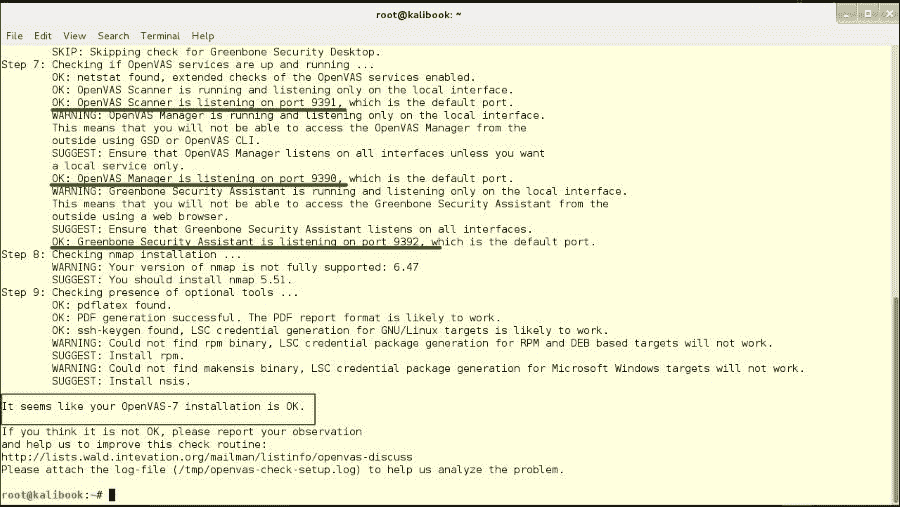 root@kalibook: ~
File Edit View Search Terminal Help
SKIP: Skipping check for Greenbone Security Desktop.
Step 7: Checking if OpenVAS services are up and running ...
OK: netstat found, extended checks of the OpenVAS services enabled.
OK: OpenVAS Scanner is running and listening only on the local interface.
OK: OpenVAS Scanner is listening on port 9391, which is the default port.
WARNING: OpenVAS Manager is running and listening only on the local interface.
This means that you will not be able to access the OpenVAS Manager from the
outside using GSD or OpenVAS CLI.
SUGGEST: Ensure that OpenVAS Manager listens on all interfaces unless you want
a local service only.
OK: OpenVAS Manager is listening on port 9390, which is the default port.
WARNING: Greenbone Security Assistant is running and listening only on the local interface.
This means that you will not be able to access the Greenbone Security Assistant from the
outside using a web browser.
SUGGEST: Ensure that Greenbone Security Assistant listens on all interfaces.
OK: Greenbone Security Assistant is listening on port 9392, which is the default port.
Step 8: Checking nmap installation ...
WARNING: Your version of nmap is not fully supported: 6.47
SUGGEST: You should install nmap 5.51.
Step 9: Checking presence of optional tools ...
OK: pdflatex found.
OK: PDF generation successful. The PDF report format is likely to work.
OK: ssh-keygen found, LSC credential generation for GNU/Linux targets is likely to work.
WARNING: Could not find rpm binary, LSC credential package generation for RPM and DEB based targets will not work.
SUGGEST: Install rpm.
WARNING: Could not find makensis binary, LSC credential package generation for Microsoft Windows targets will not work.
SUGGEST: Install nsis.
It seems like your OpenVAS-7 installation is OK.
If you think it is not OK, please report your observation
and help us to improve this check routine:
http://lists.wald.intevation.org/mailman/listinfo/openvas-discuss
Please attach the log-file (/tmp/openvas-check-setup.log) to help us analyze the problem.
root@kalibook:~#